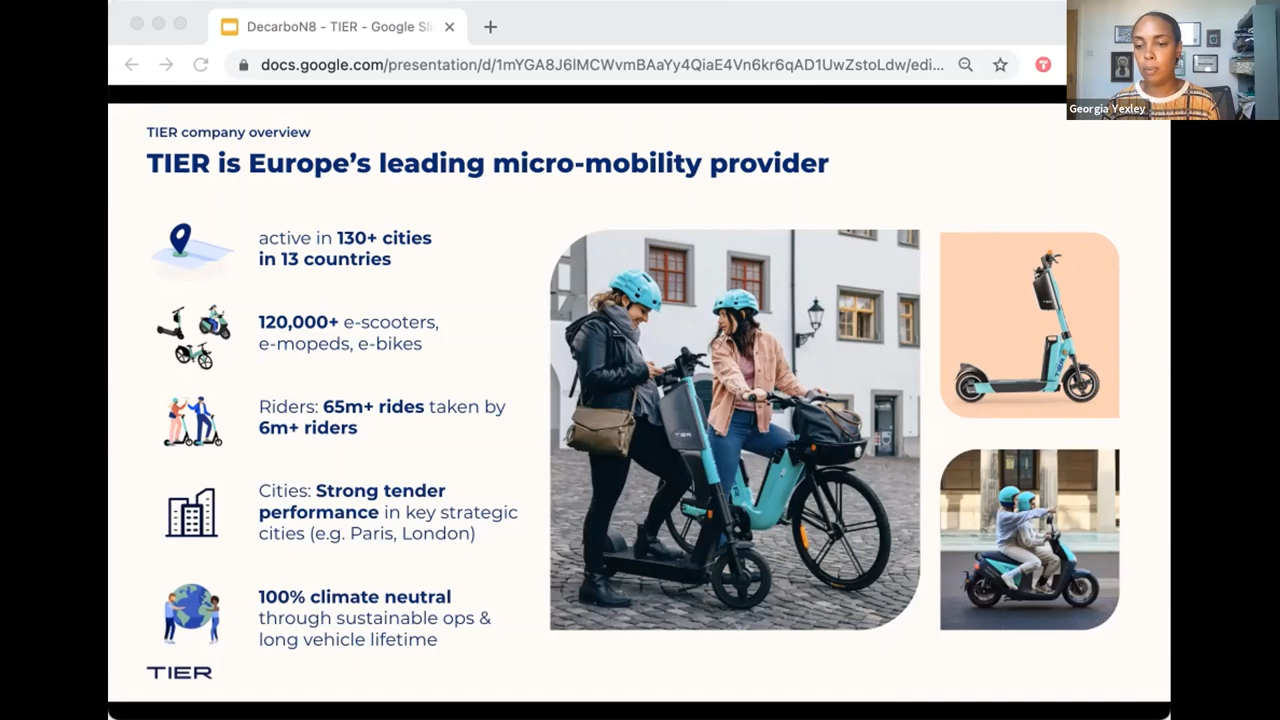 DecarboN8 - TIER - Google Sli
docs.google.com/presentation/d/1mYGA8J6lMCWvmBAaYy4QiaE4Vn6kr6qAD1UwZstoLdw/edi...
Georgia Yexley
TIER company overview
TIER is Europe's leading micro-mobility provider
active in 130+ cities
in 13 countries
120,000+ e-scooters,
e-mopeds, e-bikes
Riders: 65m+ rides taken by
6m+ riders
Cities: Strong tender
performance in key strategic
cities (e.g. Paris, London)
100% climate neutral
through sustainable ops &
long vehicle lifetime
TIER
TIER
TIER